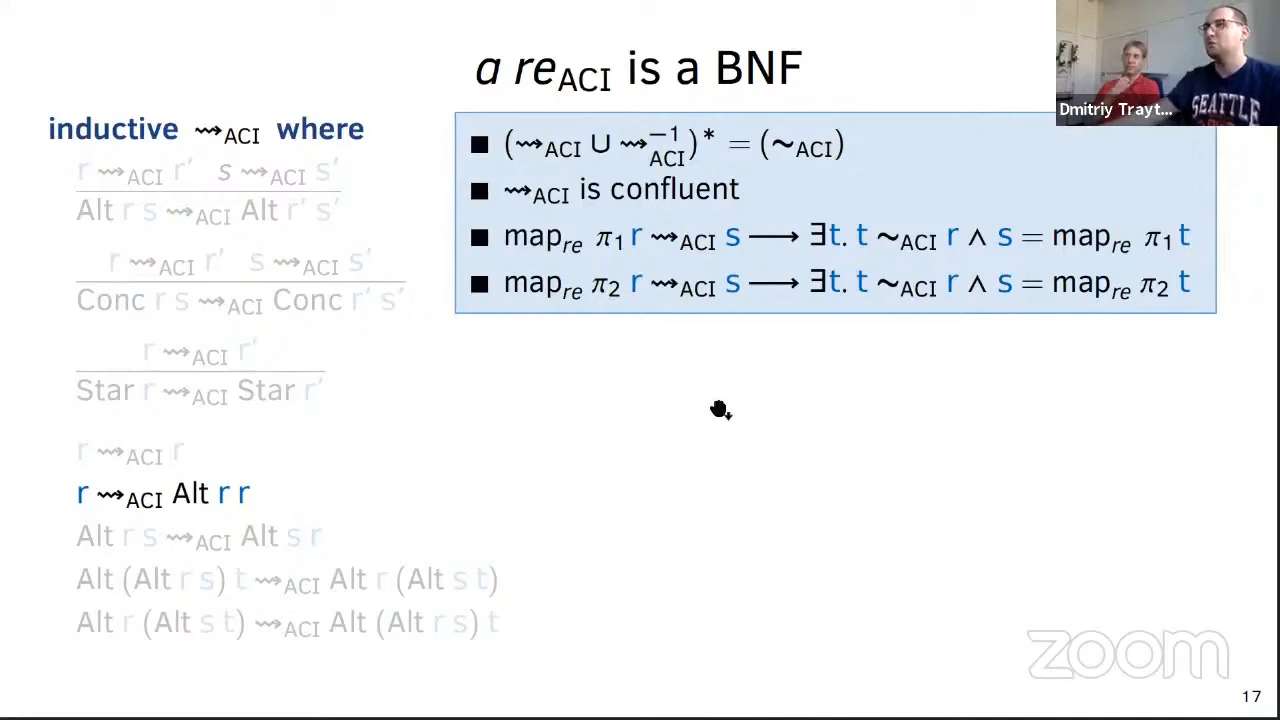 a re_ACI is a BNF
Dmitriy Trayt...
SEATTLE
inductive ⇝_ACI where
r ⇝_ACI r′ s ⇝_ACI s′
Alt r s ⇝_ACI Alt r′ s′
r ⇝_ACI r′ s ⇝_ACI s′
Conc r s ⇝_ACI Conc r′ s′
r ⇝_ACI r′
Star r ⇝_ACI Star r′
r ⇝_ACI r
r ⇝_ACI Alt r r
Alt r s ⇝_ACI Alt s r
Alt (Alt r s) t ⇝_ACI Alt r (Alt s t)
Alt r (Alt s t) ⇝_ACI Alt (Alt r s) t
■ (⇝_ACI ∪ ⇝_ACI^−1)* = (∼_ACI)
■ ⇝_ACI is confluent
■ map_re π₁ r ⇝_ACI s ⟶ ∃t. t ∼_ACI r ∧ s = map_re π₁ t
■ map_re π₂ r ⇝_ACI s ⟶ ∃t. t ∼_ACI r ∧ s = map_re π₂ t
zoom
17